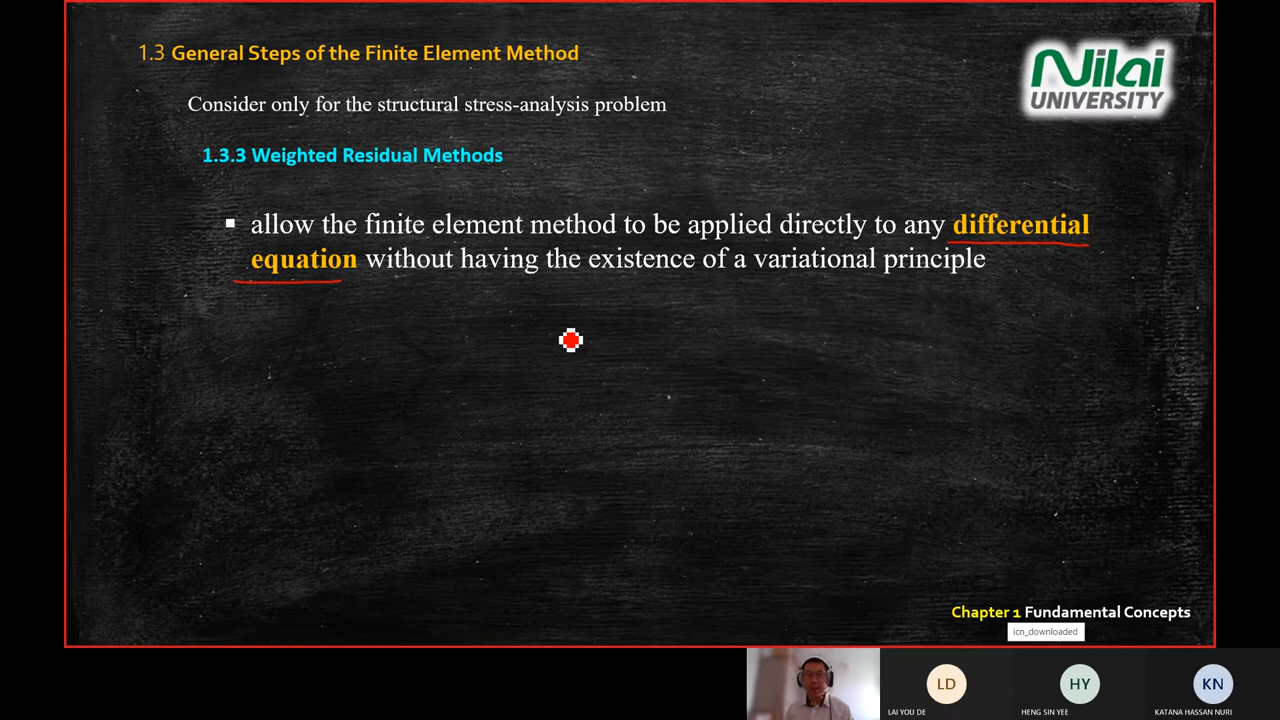 1.3 General Steps of the Finite Element Method
Nilai
UNIVERSITY
Consider only for the structural stress-analysis problem
1.3.3 Weighted Residual Methods
▪ allow the finite element method to be applied directly to any differential
equation without having the existence of a variational principle
Chapter 1 Fundamental Concepts
icn_downloaded
LD
HY
KN
LAI YOU DE
HENG SIN YEE
KATANA HASSAN NURI